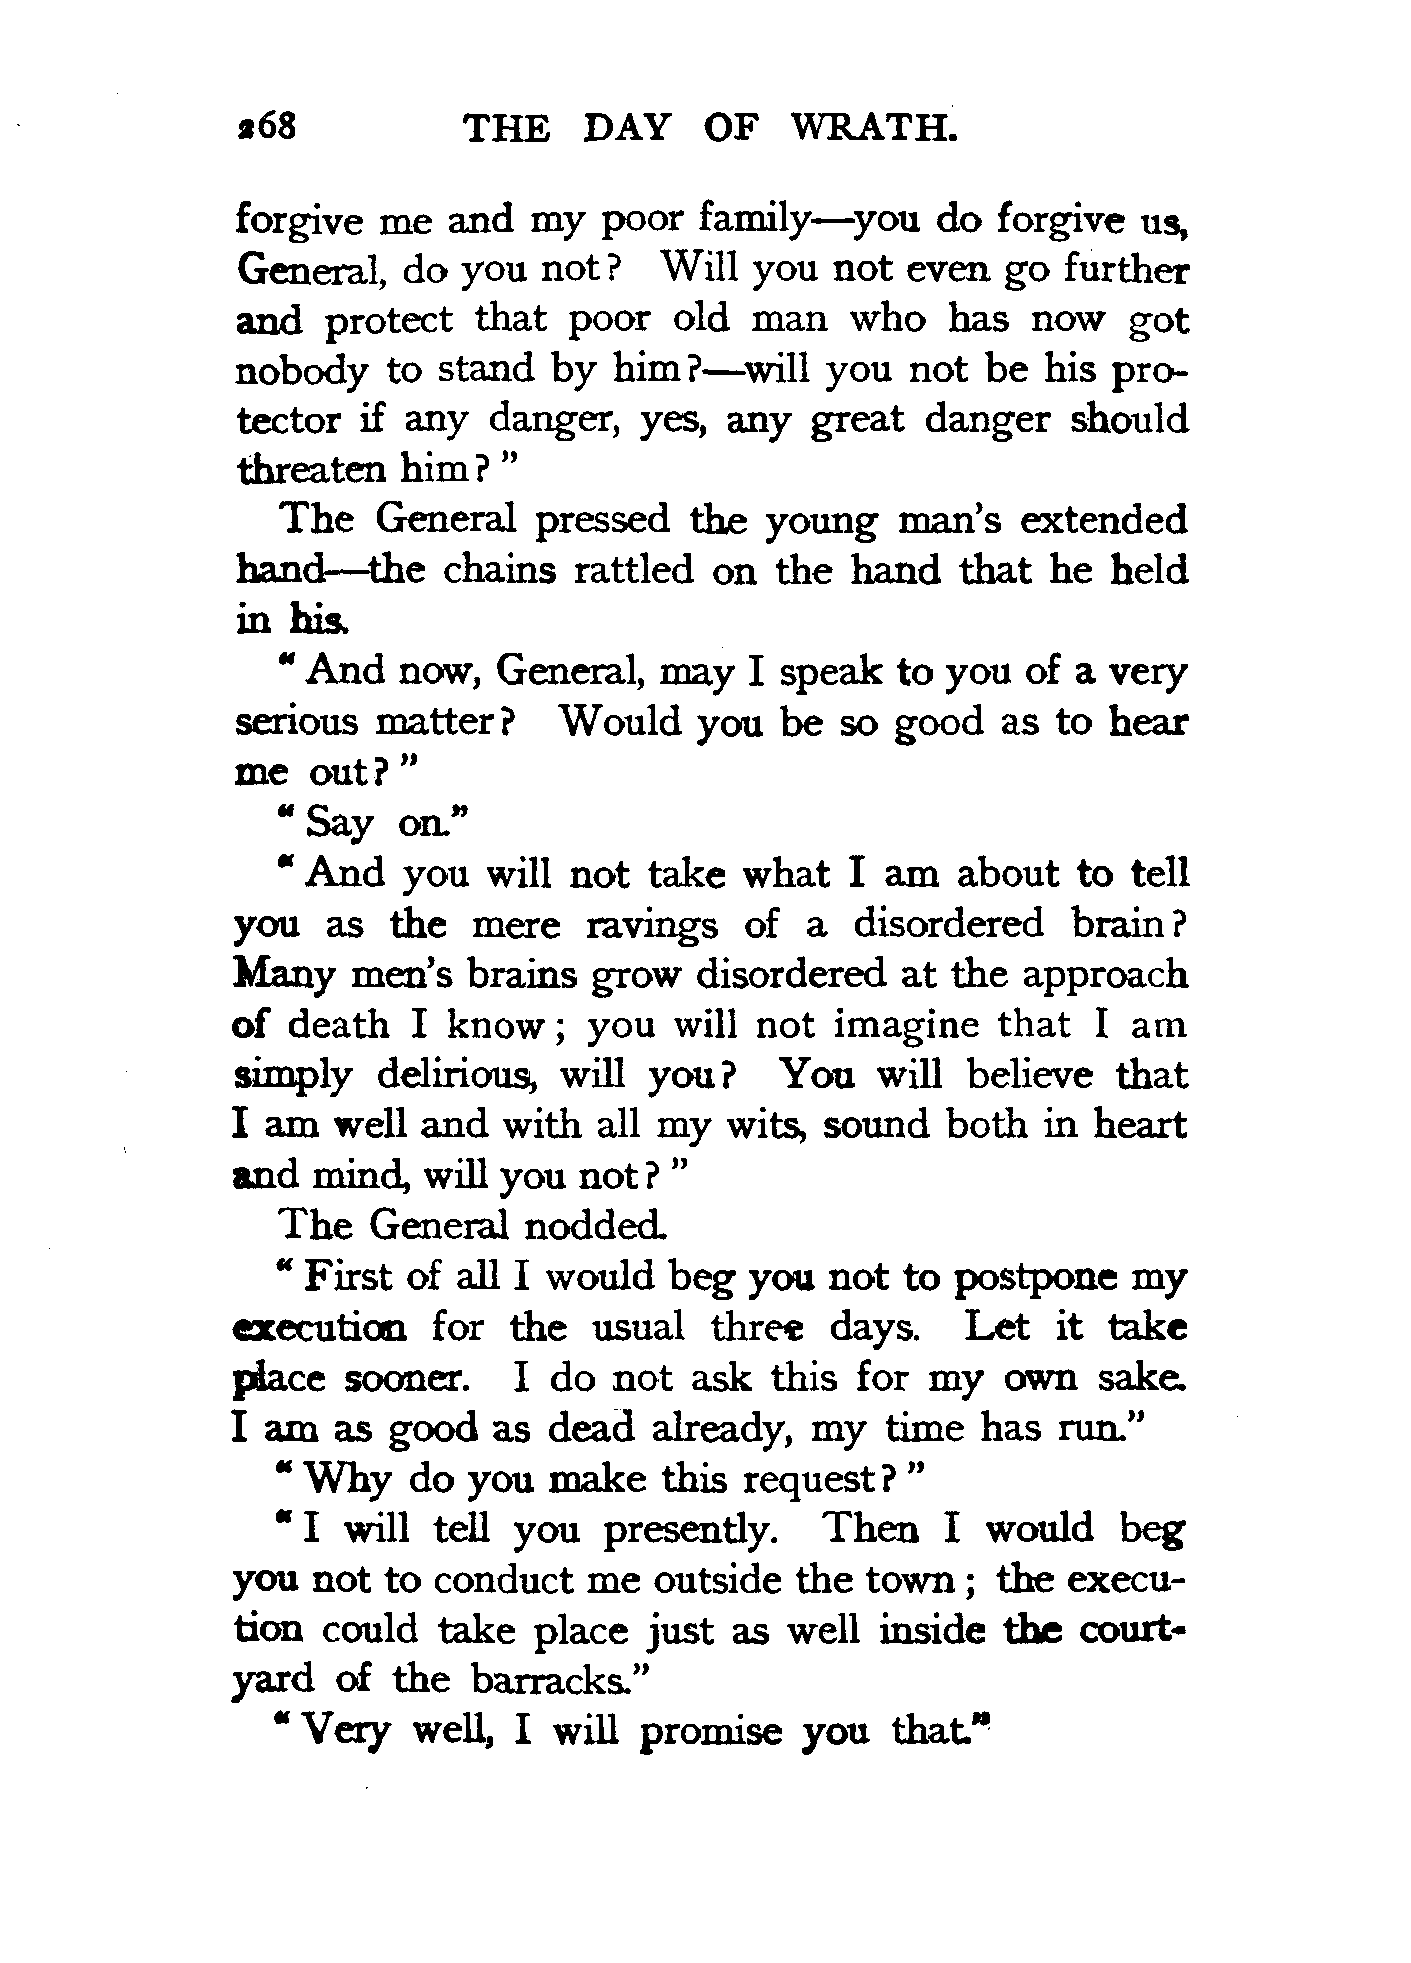 268 THE DAY OF WRATH.
forgive me and my poor family—you do forgive us,
General, do you not? Will you not even go further
and protect that poor old man who has now got
nobody to stand by him?—will you not be his pro-
tector if any danger, yes, any great danger should
threaten him?"
The General pressed the young man's extended
hand—the chains rattled on the hand that he held
in his.
"And now, General, may I speak to you of a very
serious matter? Would you be so good as to hear
me out?"
"Say on."
"And you will not take what I am about to tell
you as the mere ravings of a disordered brain?
Many men's brains grow disordered at the approach
of death I know; you will not imagine that I am
simply delirious, will you? You will believe that
I am well and with all my wits, sound both in heart
and mind, will you not?"
The General nodded.
"First of all I would beg you not to postpone my
execution for the usual three days. Let it take
place sooner. I do not ask this for my own sake.
I am as good as dead already, my time has run."
"Why do you make this request?"
"I will tell you presently. Then I would beg
you not to conduct me outside the town; the execu-
tion could take place just as well inside the court-
yard of the barracks."
"Very well, I will promise you that."